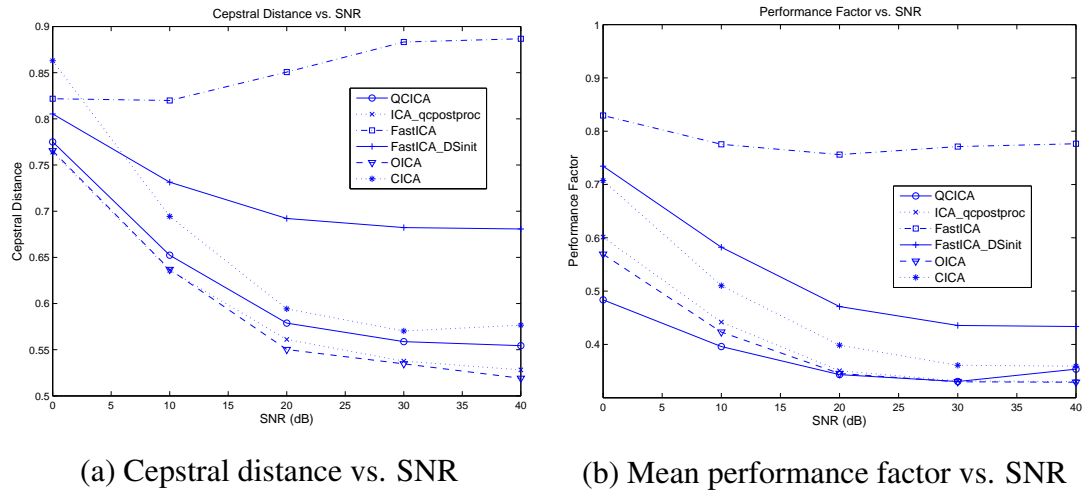 Cepstral Distance vs. SNR
0.9
0.85
0.8
0.75
0.7
0.65
0.6
0.55
0.5
Cepstral Distance
QCICA
ICA_qcpostproc
FastICA
FastICA_DSinit
OICA
CICA
0 5 10 15 20 25 30 35 40
SNR (dB)
(a) Cepstral distance vs. SNR
Performance Factor vs. SNR
1
0.9
0.8
0.7
0.6
0.5
0.4
Performance Factor
QCICA
ICA_qcpostproc
FastICA
FastICA_DSinit
OICA
CICA
0 5 10 15 20 25 30 35 40
SNR (dB)
(b) Mean performance factor vs. SNR